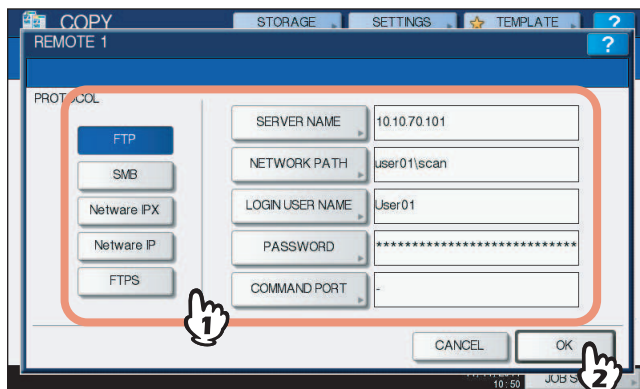 COPY STORAGE SETTINGS TEMPLATE ?
REMOTE 1 ?
PROTOCOL
FTP
SMB
Netware IPX
Netware IP
FTPS
SERVER NAME 10.10.70.101
NETWORK PATH user01\scan
LOGIN USER NAME User01
PASSWORD ****************************
COMMAND PORT -
1
CANCEL OK
2
10:50 JOB S